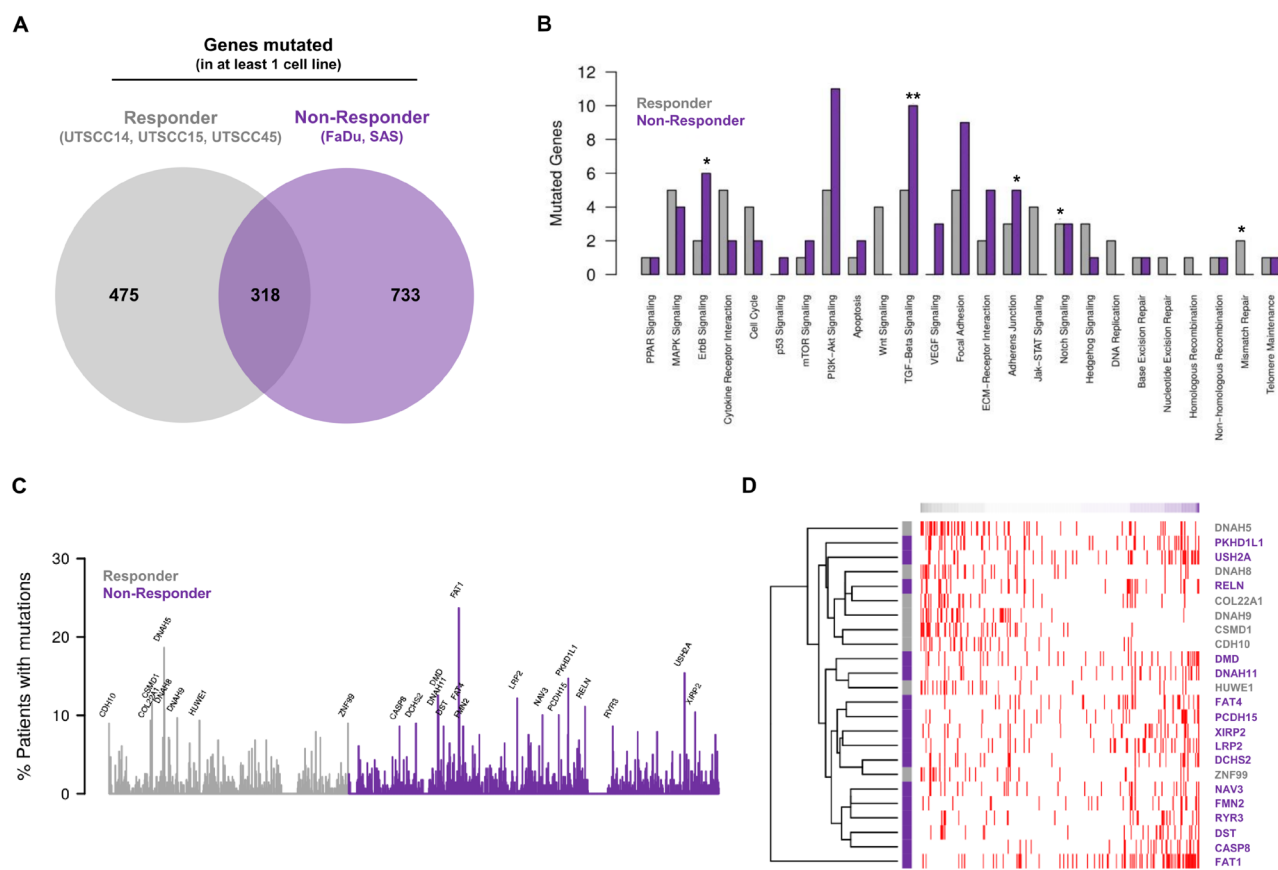 A
Genes mutated
(in at least 1 cell line)
Responder
(UTSCC14, UTSCC15, UTSCC45)
Non-Responder
(FaDu, SAS)
475
318
733
B
Mutated Genes
12
10
8
6
4
2
0
Responder
Non-Responder
*
**
*
*
*
PPAR Signaling
MAPK Signaling
ErbB Signaling
Cytokine Receptor Interaction
Cell Cycle
p53 Signaling
mTOR Signaling
PI3K-Akt Signaling
Apoptosis
Wnt Signaling
TGF-Beta Signaling
VEGF Signaling
Focal Adhesion
ECM-Receptor Interaction
Adherens Junction
Jak-STAT Signaling
Notch Signaling
Hedgehog Signaling
DNA Replication
Base Excision Repair
Nucleotide Excision Repair
Homologous Recombination
Non-homologous Recombination
Mismatch Repair
Telomere Maintenance
C
% Patients with mutations
30
20
10
0
Responder
Non-Responder
CDH10
COL22A1
CSMD1
DNAH5
DNAH8
DNAH9
HUWE1
ZNF99
CASP8
DCHS2
DNAH11
DMD
DST
FAT4
FAT1
FMN2
LRP2
NAV3
PCDH15
PKHD1L1
RELN
RYR3
USH2A
XIRP2
D
DNAH5
PKHD1L1
USH2A
DNAH8
RELN
COL22A1
DNAH9
CSMD1
CDH10
DMD
DNAH11
HUWE1
FAT4
PCDH15
XIRP2
LRP2
DCHS2
ZNF99
NAV3
FMN2
RYR3
DST
CASP8
FAT1